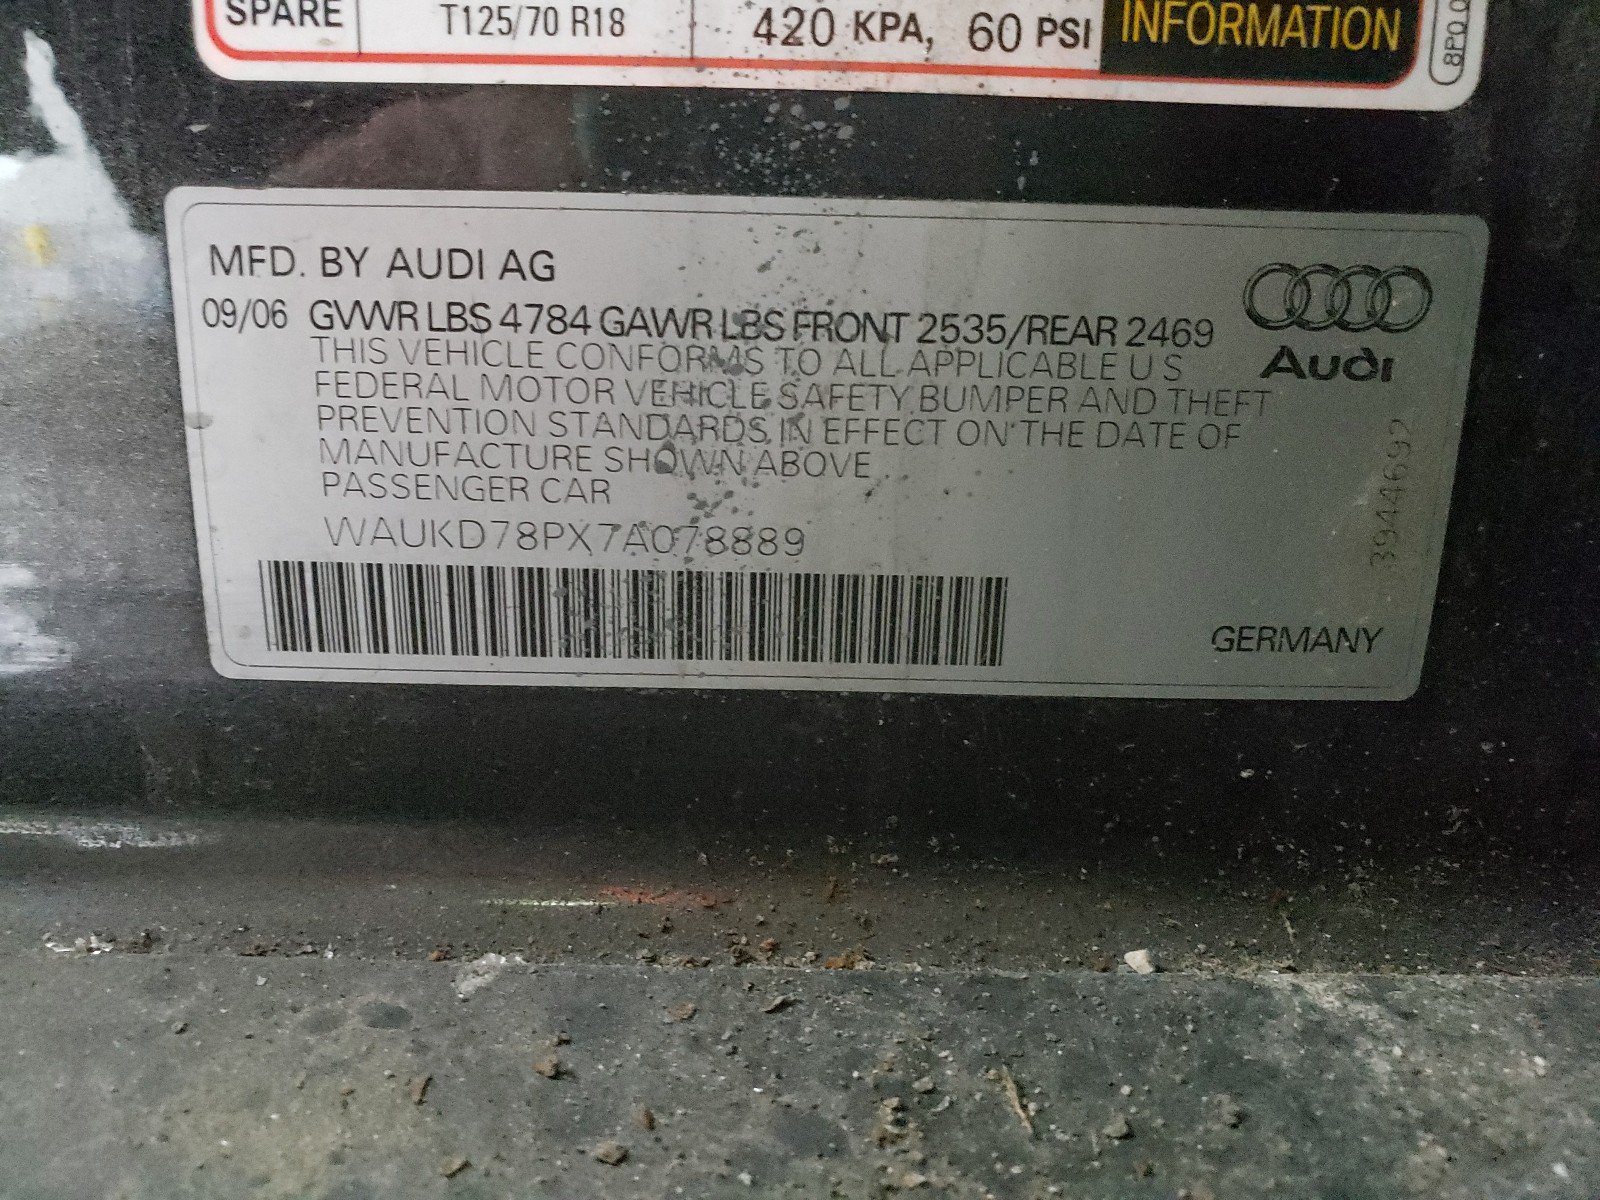 SPARE T125/70 R18 420 KPA, 60 PSI INFORMATION
8P0 0
MFD. BY AUDI AG
09/06 GVWR LBS 4784 GAWR LBS FRONT 2535/REAR 2469
Audi
THIS VEHICLE CONFORMS TO ALL APPLICABLE U S
FEDERAL MOTOR VEHICLE SAFETY BUMPER AND THEFT
PREVENTION STANDARDS IN EFFECT ON THE DATE OF
MANUFACTURE SHOWN ABOVE
PASSENGER CAR
WAUKD78PX7A078889
3944692
GERMANY